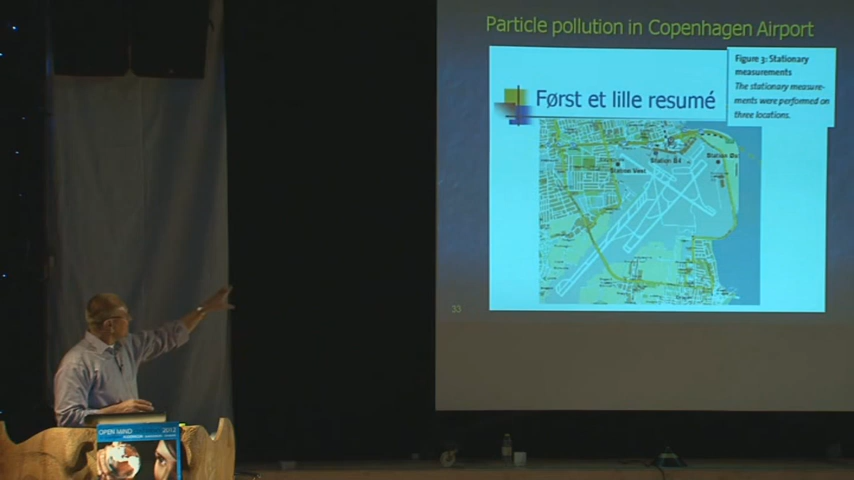 Particle pollution in Copenhagen Airport
Figure 3: Stationary
measurements
The stationary measure-
ments were performed on
three locations.
Først et lille resumé
Station B4
Station Vest
33
OPEN MIND
2012